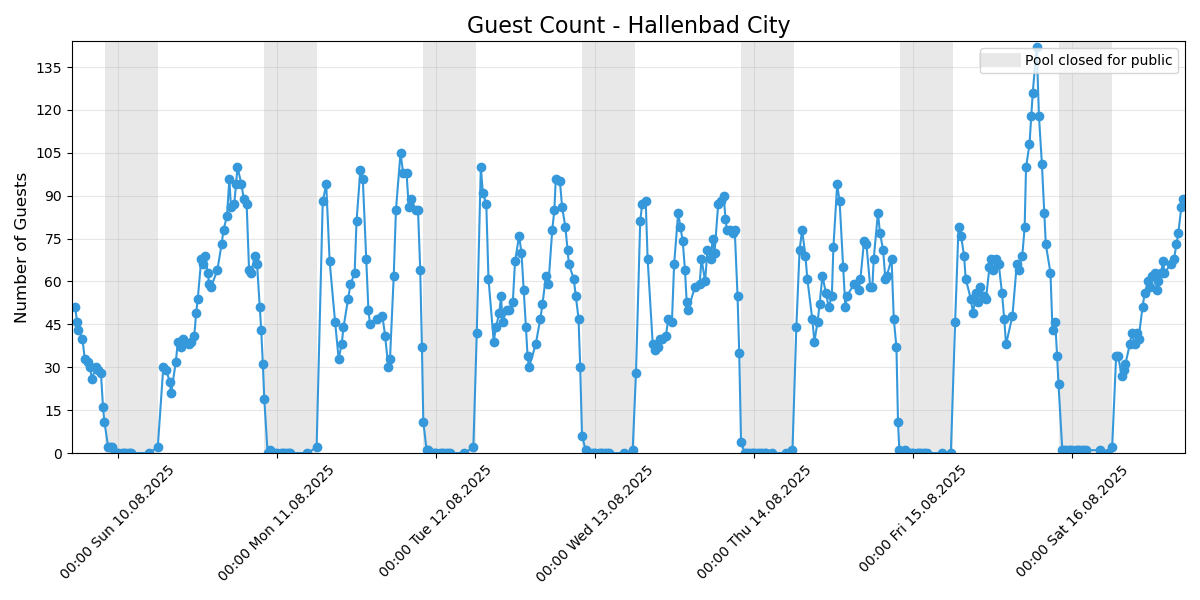 Guest Count - Hallenbad City
Pool closed for public
Number of Guests
135
120
105
90
75
60
45
30
15
0
00:00 Sun 10.08.2025
00:00 Mon 11.08.2025
00:00 Tue 12.08.2025
00:00 Wed 13.08.2025
00:00 Thu 14.08.2025
00:00 Fri 15.08.2025
00:00 Sat 16.08.2025